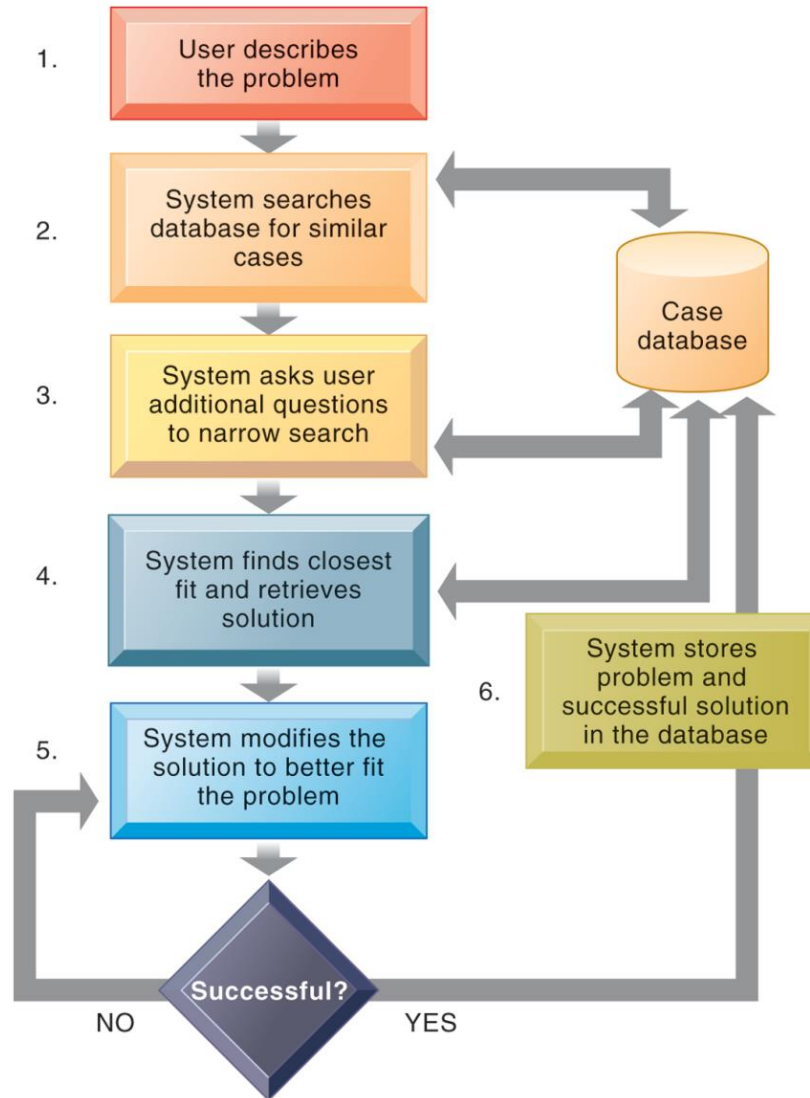 1.
User describes
the problem
2.
System searches
database for similar
cases
Case
database
3.
System asks user
additional questions
to narrow search
4.
System finds closest
fit and retrieves
solution
5.
System modifies the
solution to better fit
the problem
6.
System stores
problem and
successful solution
in the database
Successful?
NO
YES